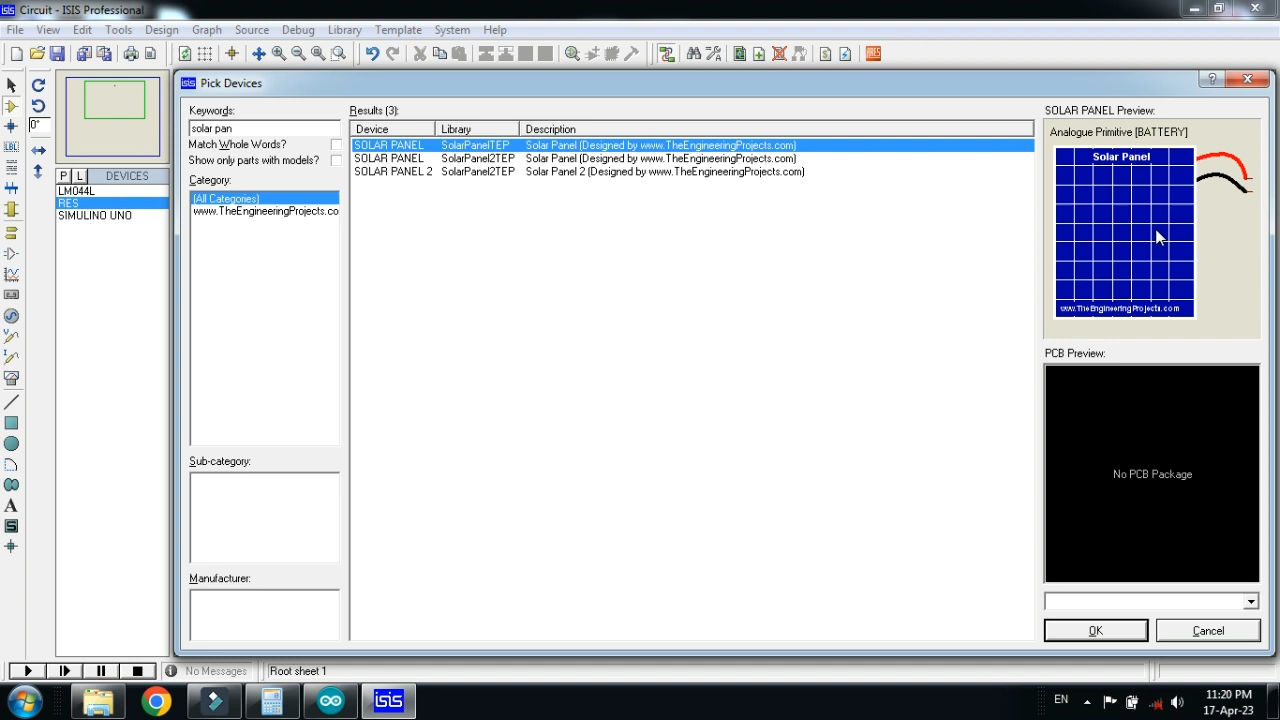 Circuit - ISIS Professional
File View Edit Tools Design Graph Source Debug Library Template System Help
Pick Devices
Keywords:
solar pan
Match Whole Words?
Show only parts with models?
Category:
(All Categories)
www.TheEngineeringProjects.co
Sub-category:
Manufacturer:
Results (3):
Device Library Description
SOLAR PANEL SolarPanelTEP Solar Panel (Designed by www.TheEngineeringProjects.com)
SOLAR PANEL SolarPanel2TEP Solar Panel (Designed by www.TheEngineeringProjects.com)
SOLAR PANEL 2 SolarPanel2TEP Solar Panel 2 (Designed by www.TheEngineeringProjects.com)
SOLAR PANEL Preview:
Analogue Primitive [BATTERY]
Solar Panel
www.TheEngineeringProjects.com
PCB Preview:
No PCB Package
OK Cancel
0°
LBL
P L DEVICES
LM044L
RES
SIMULINO UNO
A
S
ARES
No Messages Root sheet 1
isis
EN
11:20 PM
17-Apr-23